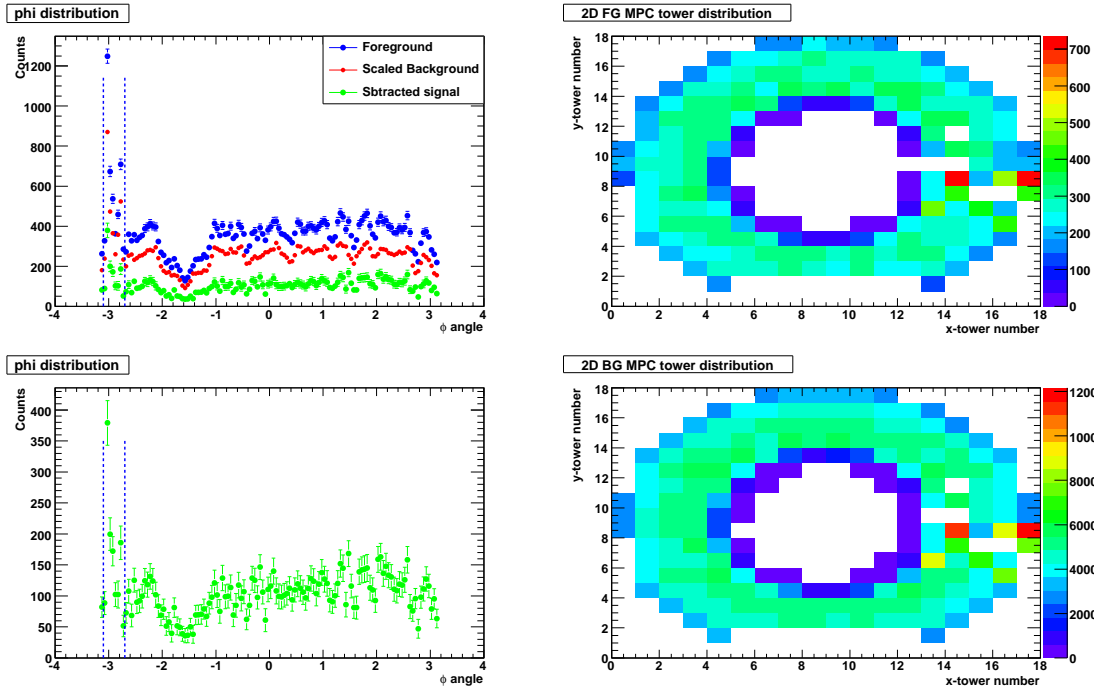 phi distribution
Counts
1200
1000
800
600
400
200
0
-4 -3 -2 -1 0 1 2 3 4
ϕ angle
Foreground
Scaled Background
Sbtracted signal
2D FG MPC tower distribution
y-tower number
18
16
14
12
10
8
6
4
2
0
0 2 4 6 8 10 12 14 16 18
x-tower number
700
600
500
400
300
200
100
0
phi distribution
Counts
400
350
300
250
200
150
100
50
0
-4 -3 -2 -1 0 1 2 3 4
ϕ angle
2D BG MPC tower distribution
y-tower number
18
16
14
12
10
8
6
4
2
0
0 2 4 6 8 10 12 14 16 18
x-tower number
1200
1000
8000
6000
4000
2000
0